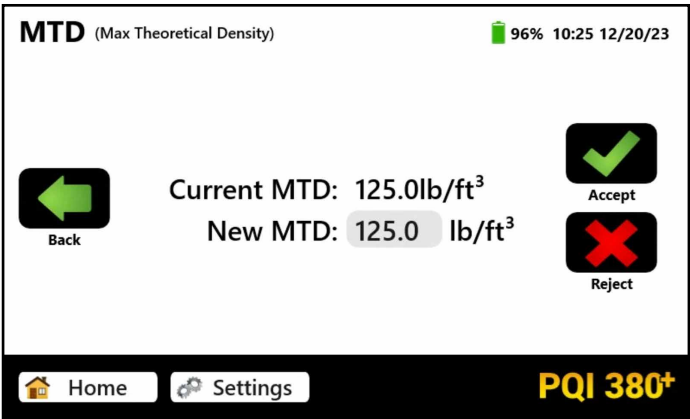 MTD (Max Theoretical Density)
96% 10:25 12/20/23
Current MTD: 125.0lb/ft³
New MTD: 125.0 lb/ft³
Back
Accept
Reject
Home
Settings
PQI 380+